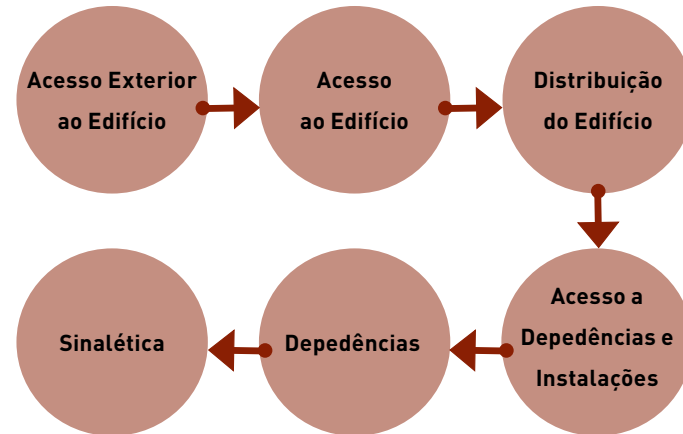 Acesso Exterior
ao Edifício
Acesso
ao Edifício
Distribuição
do Edifício
Acesso a
Depedências e
Instalações
Depedências
Sinalética